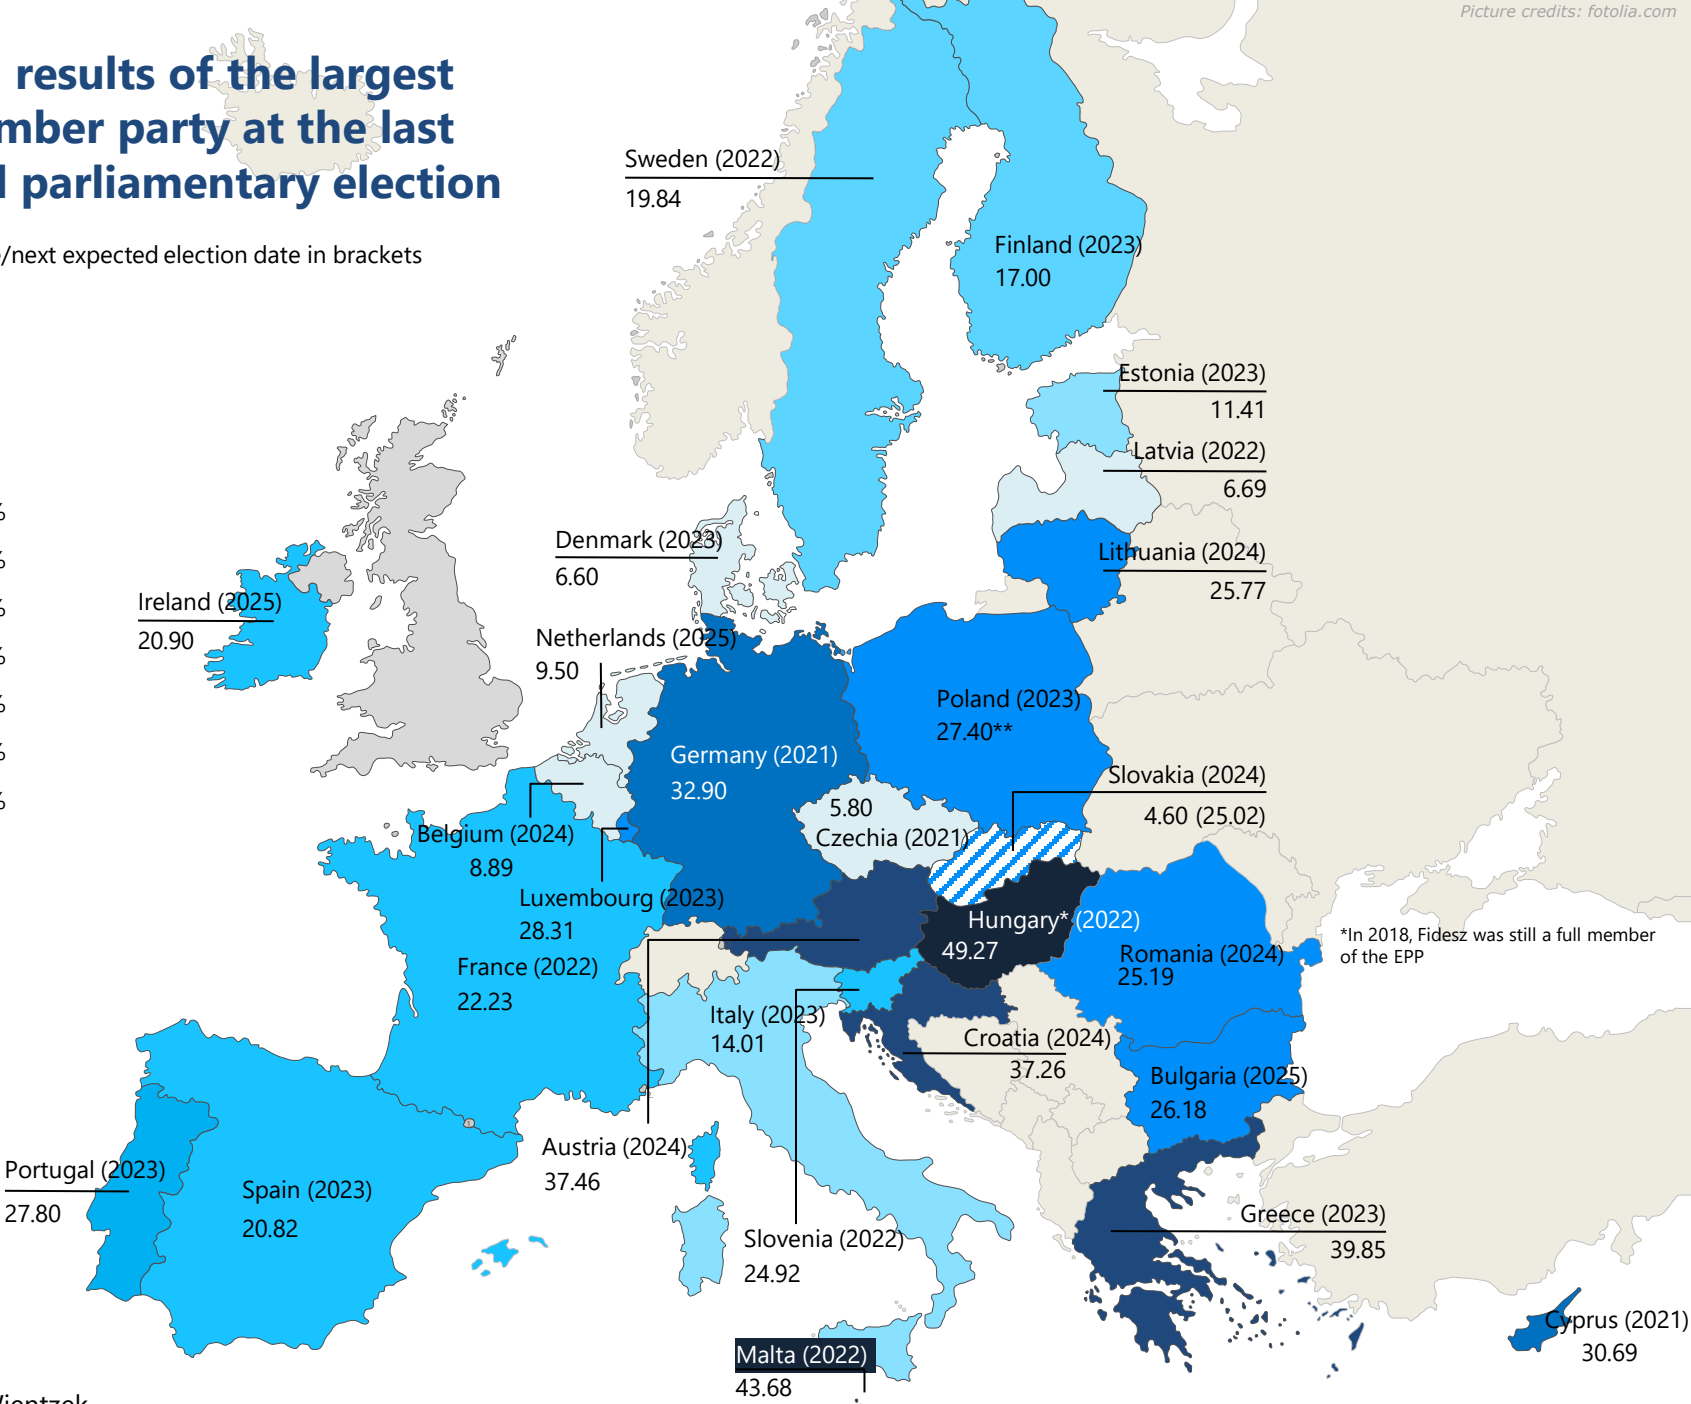 Picture credits: fotolia.com
results of the largest
mber party at the last
l parliamentary election
/next expected election date in brackets
Sweden (2022)
19.84
Finland (2023)
17.00
Estonia (2023)
11.41
Latvia (2022)
6.69
Denmark (2023)
6.60
Lithuania (2024)
25.77
%
%
%
%
%
%
%
Ireland (2025)
20.90
Netherlands (2025)
9.50
Poland (2023)
27.40**
Germany (2021)
32.90
Slovakia (2024)
4.60 (25.02)
5.80
Czechia (2021)
Belgium (2024)
8.89
Luxembourg (2023)
28.31
Hungary* (2022)
49.27
Romania (2024)
25.19
*In 2018, Fidesz was still a full member
of the EPP
France (2022)
22.23
Italy (2023)
14.01
Croatia (2024)
37.26
Bulgaria (2025)
26.18
Austria (2024)
37.46
Portugal (2023)
27.80
Spain (2023)
20.82
Slovenia (2022)
24.92
Greece (2023)
39.85
Cyprus (2021)
30.69
Malta (2022)
43.68